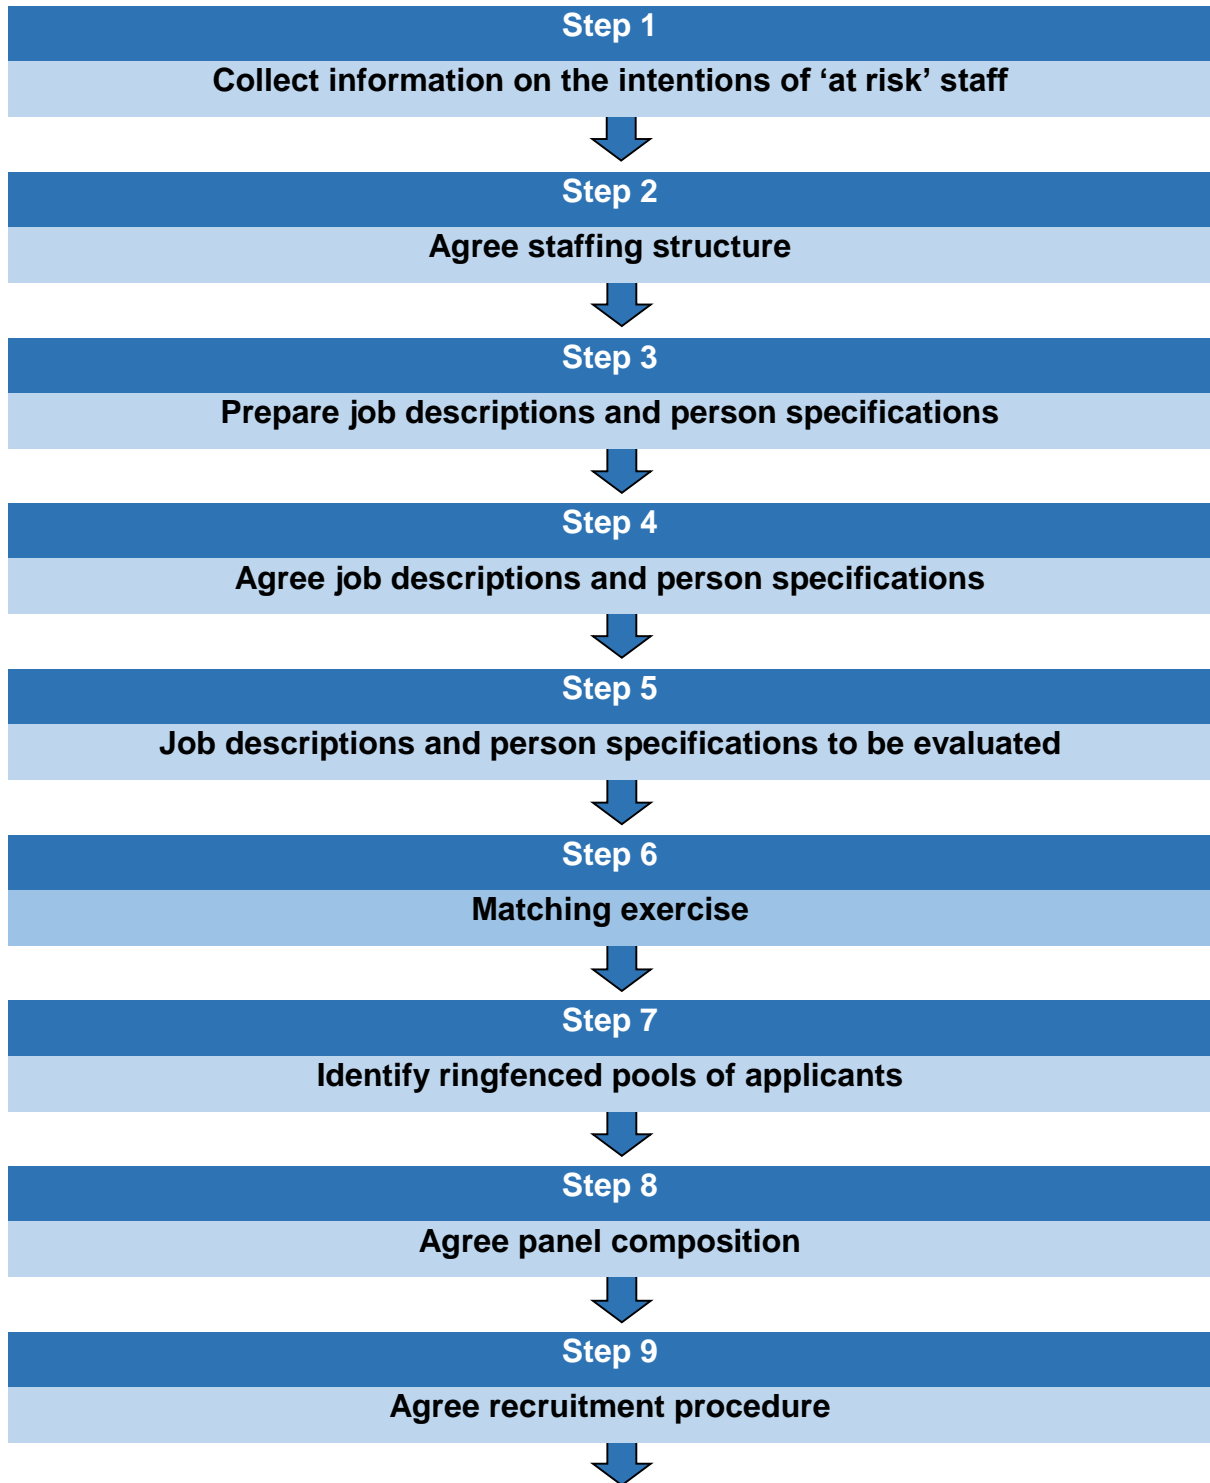 Step 1
Collect information on the intentions of ‘at risk’ staff
Step 2
Agree staffing structure
Step 3
Prepare job descriptions and person specifications
Step 4
Agree job descriptions and person specifications
Step 5
Job descriptions and person specifications to be evaluated
Step 6
Matching exercise
Step 7
Identify ringfenced pools of applicants
Step 8
Agree panel composition
Step 9
Agree recruitment procedure